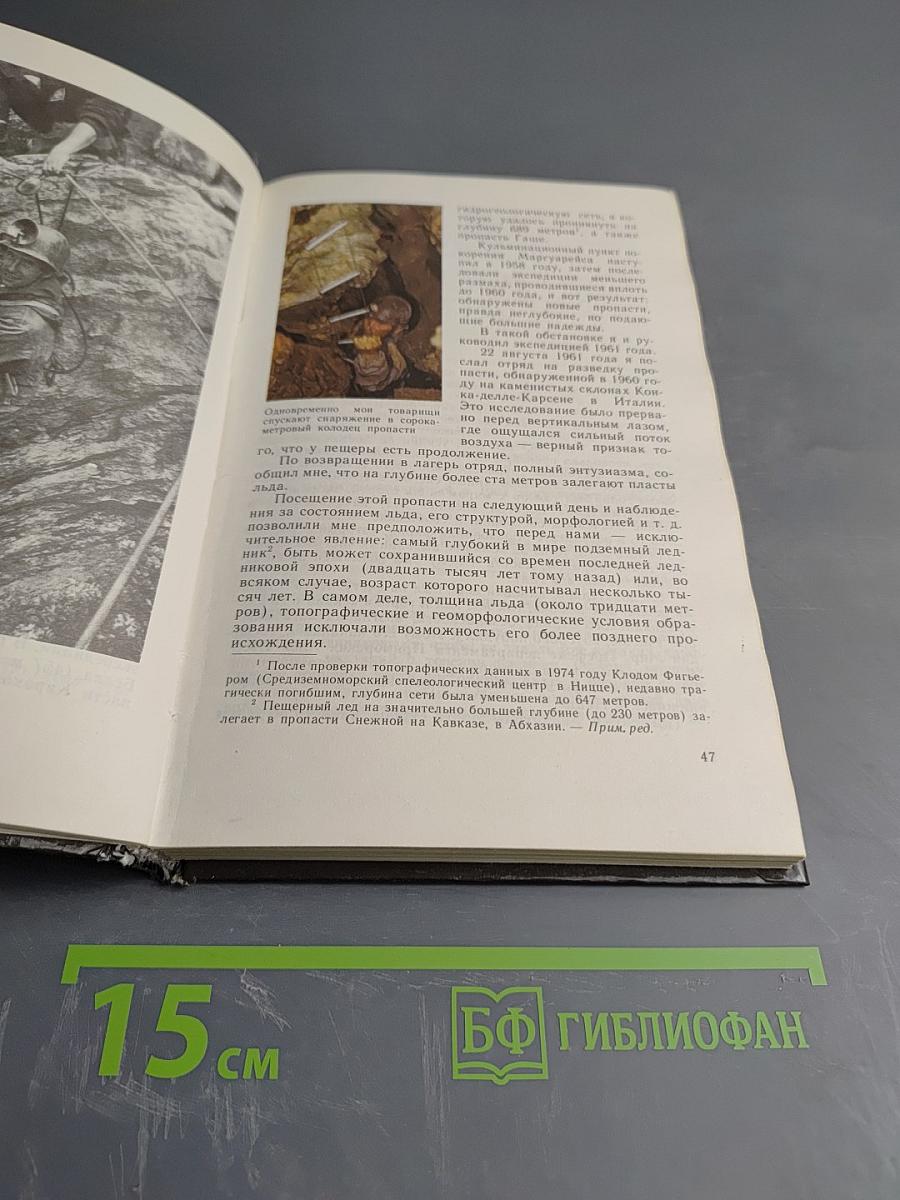 гидрогеологическую сеть, в ко-
торую удалось проникнуть на
глубину 689 метров¹, а также
пропасть Гаше.
Кульминационный пункт по-
корения Маргуарейса насту-
пил в 1958 году, затем после-
довали экспедиции меньшего
размаха, проводившиеся вплоть
до 1960 года, и вот результат:
обнаружены новые пропасти,
правда неглубокие, но подаю-
щие большие надежды.
В такой обстановке я и ру-
ководил экспедицией 1961 года.
22 августа 1961 года я по-
слал отряд на разведку про-
пасти, обнаруженной в 1960 го-
ду на каменистых склонах Кон-
ка-делле-Карсене в Италии.
Это исследование было прерва-
но перед вертикальным лазом,
где ощущался сильный поток
воздуха — верный признак то-
Одновременно мои товарищи
спускают снаряжение в сорока-
метровый колодец пропасти
го, что у пещеры есть продолжение.
По возвращении в лагерь отряд, полный энтузиазма, со-
общил мне, что на глубине более ста метров залегают пласты
льда.
Посещение этой пропасти на следующий день и наблюде-
ния за состоянием льда, его структурой, морфологией и т. д.
позволили мне предположить, что перед нами — исклю-
чительное явление: самый глубокий в мире подземный лед-
ник², быть может сохранившийся со времен последней лед-
никовой эпохи (двадцать тысяч лет тому назад) или, во
всяком случае, возраст которого насчитывал несколько ты-
сяч лет. В самом деле, толщина льда (около тридцати мет-
ров), топографические и геоморфологические условия обра-
зования исключали возможность его более позднего про-
исхождения.
¹ После проверки топографических данных в 1974 году Клодом Фигье-
ром (Средиземноморский спелеологический центр в Ницце), недавно тра-
гически погибшим, глубина сети была уменьшена до 647 метров.
² Пещерный лед на значительно большей глубине (до 230 метров) за-
легает в пропасти Снежной на Кавказе, в Абхазии. — Прим. ред.
47
15 см
БФ ГИБЛИОФАН